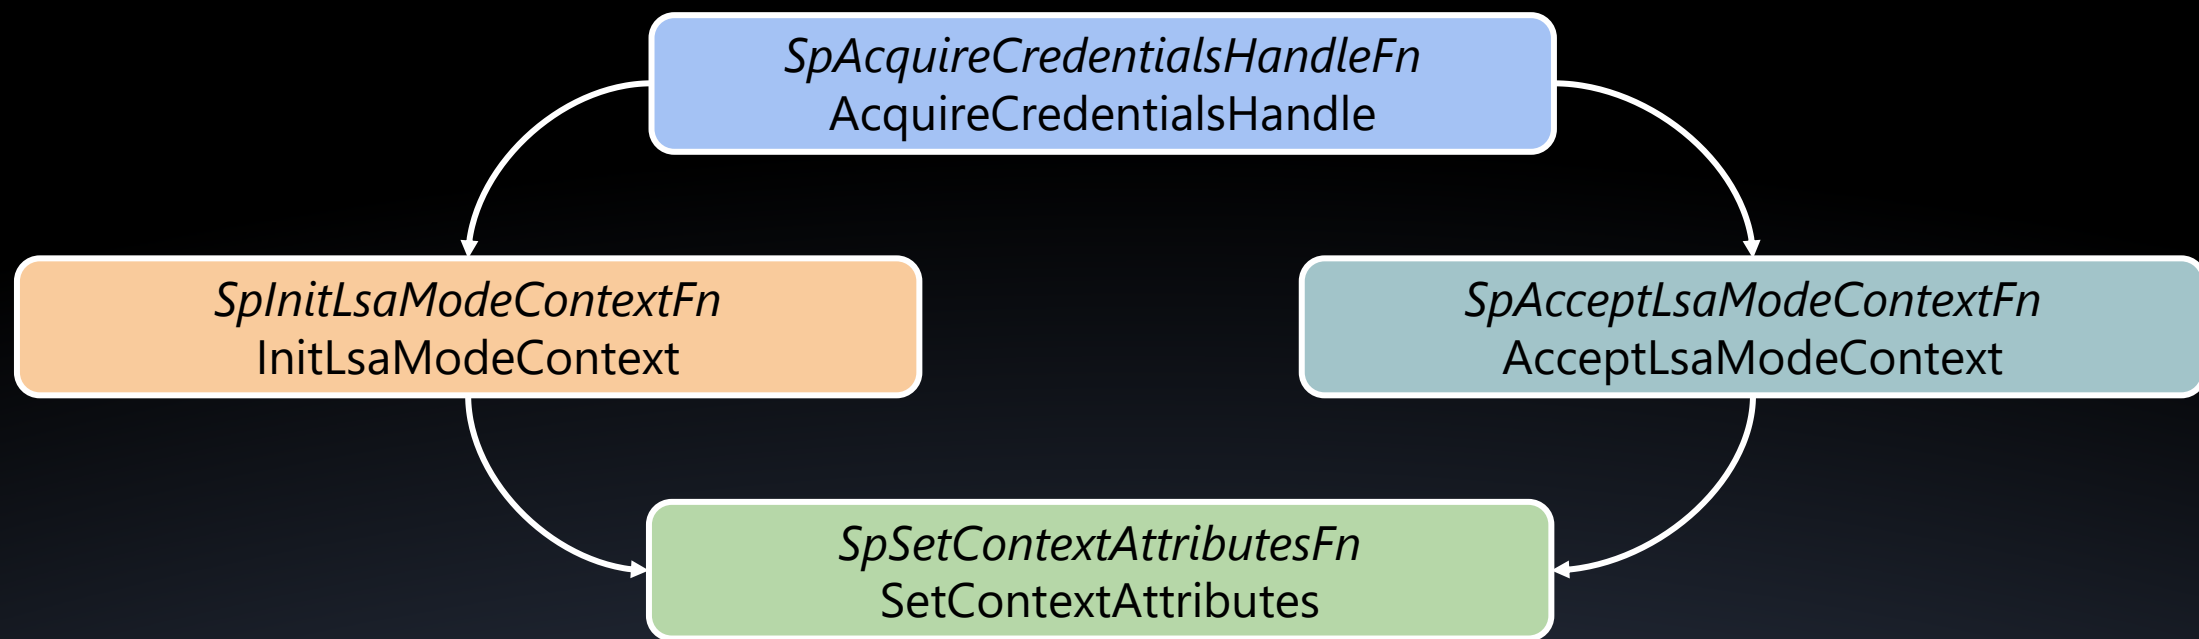 SpAcquireCredentialsHandleFn
AcquireCredentialsHandle
SpInitLsaModeContextFn
InitLsaModeContext
SpAcceptLsaModeContextFn
AcceptLsaModeContext
SpSetContextAttributesFn
SetContextAttributes